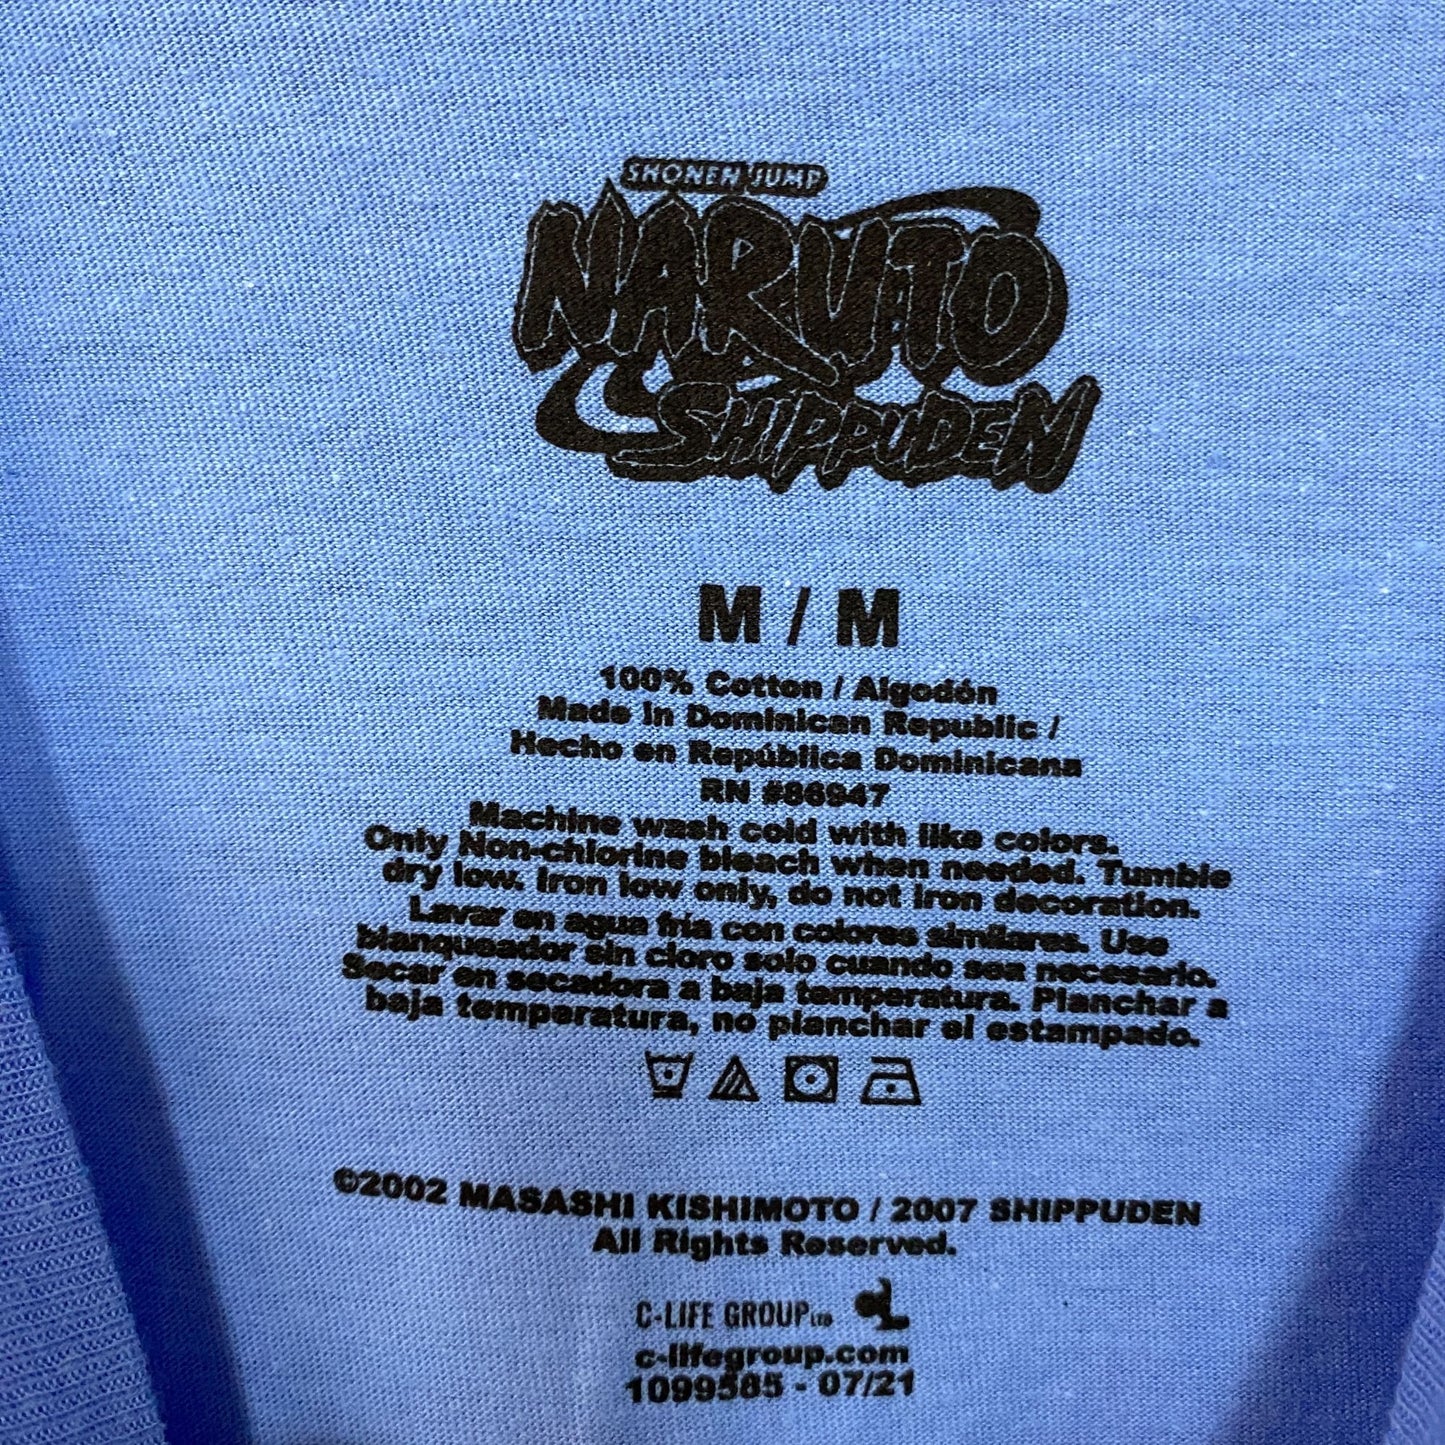 SHONEN JUMP
NARUTO
SHIPPUDEN
M / M
100% Cotton / Algodón
Made in Dominican Republic /
Hecho en República Dominicana
RN #86947
Machine wash cold with like colors.
Only Non-chlorine bleach when needed. Tumble
dry low. Iron low only, do not iron decoration.
Lavar en agua fría con colores similares. Use
blanqueador sin cloro solo cuando sea necesario.
Secar en secadora a baja temperatura. Planchar a
baja temperatura, no planchar el estampado.
©2002 MASASHI KISHIMOTO / 2007 SHIPPUDEN
All Rights Reserved.
C-LIFE GROUP LTD
c-lifegroup.com
1099585 - 07/21